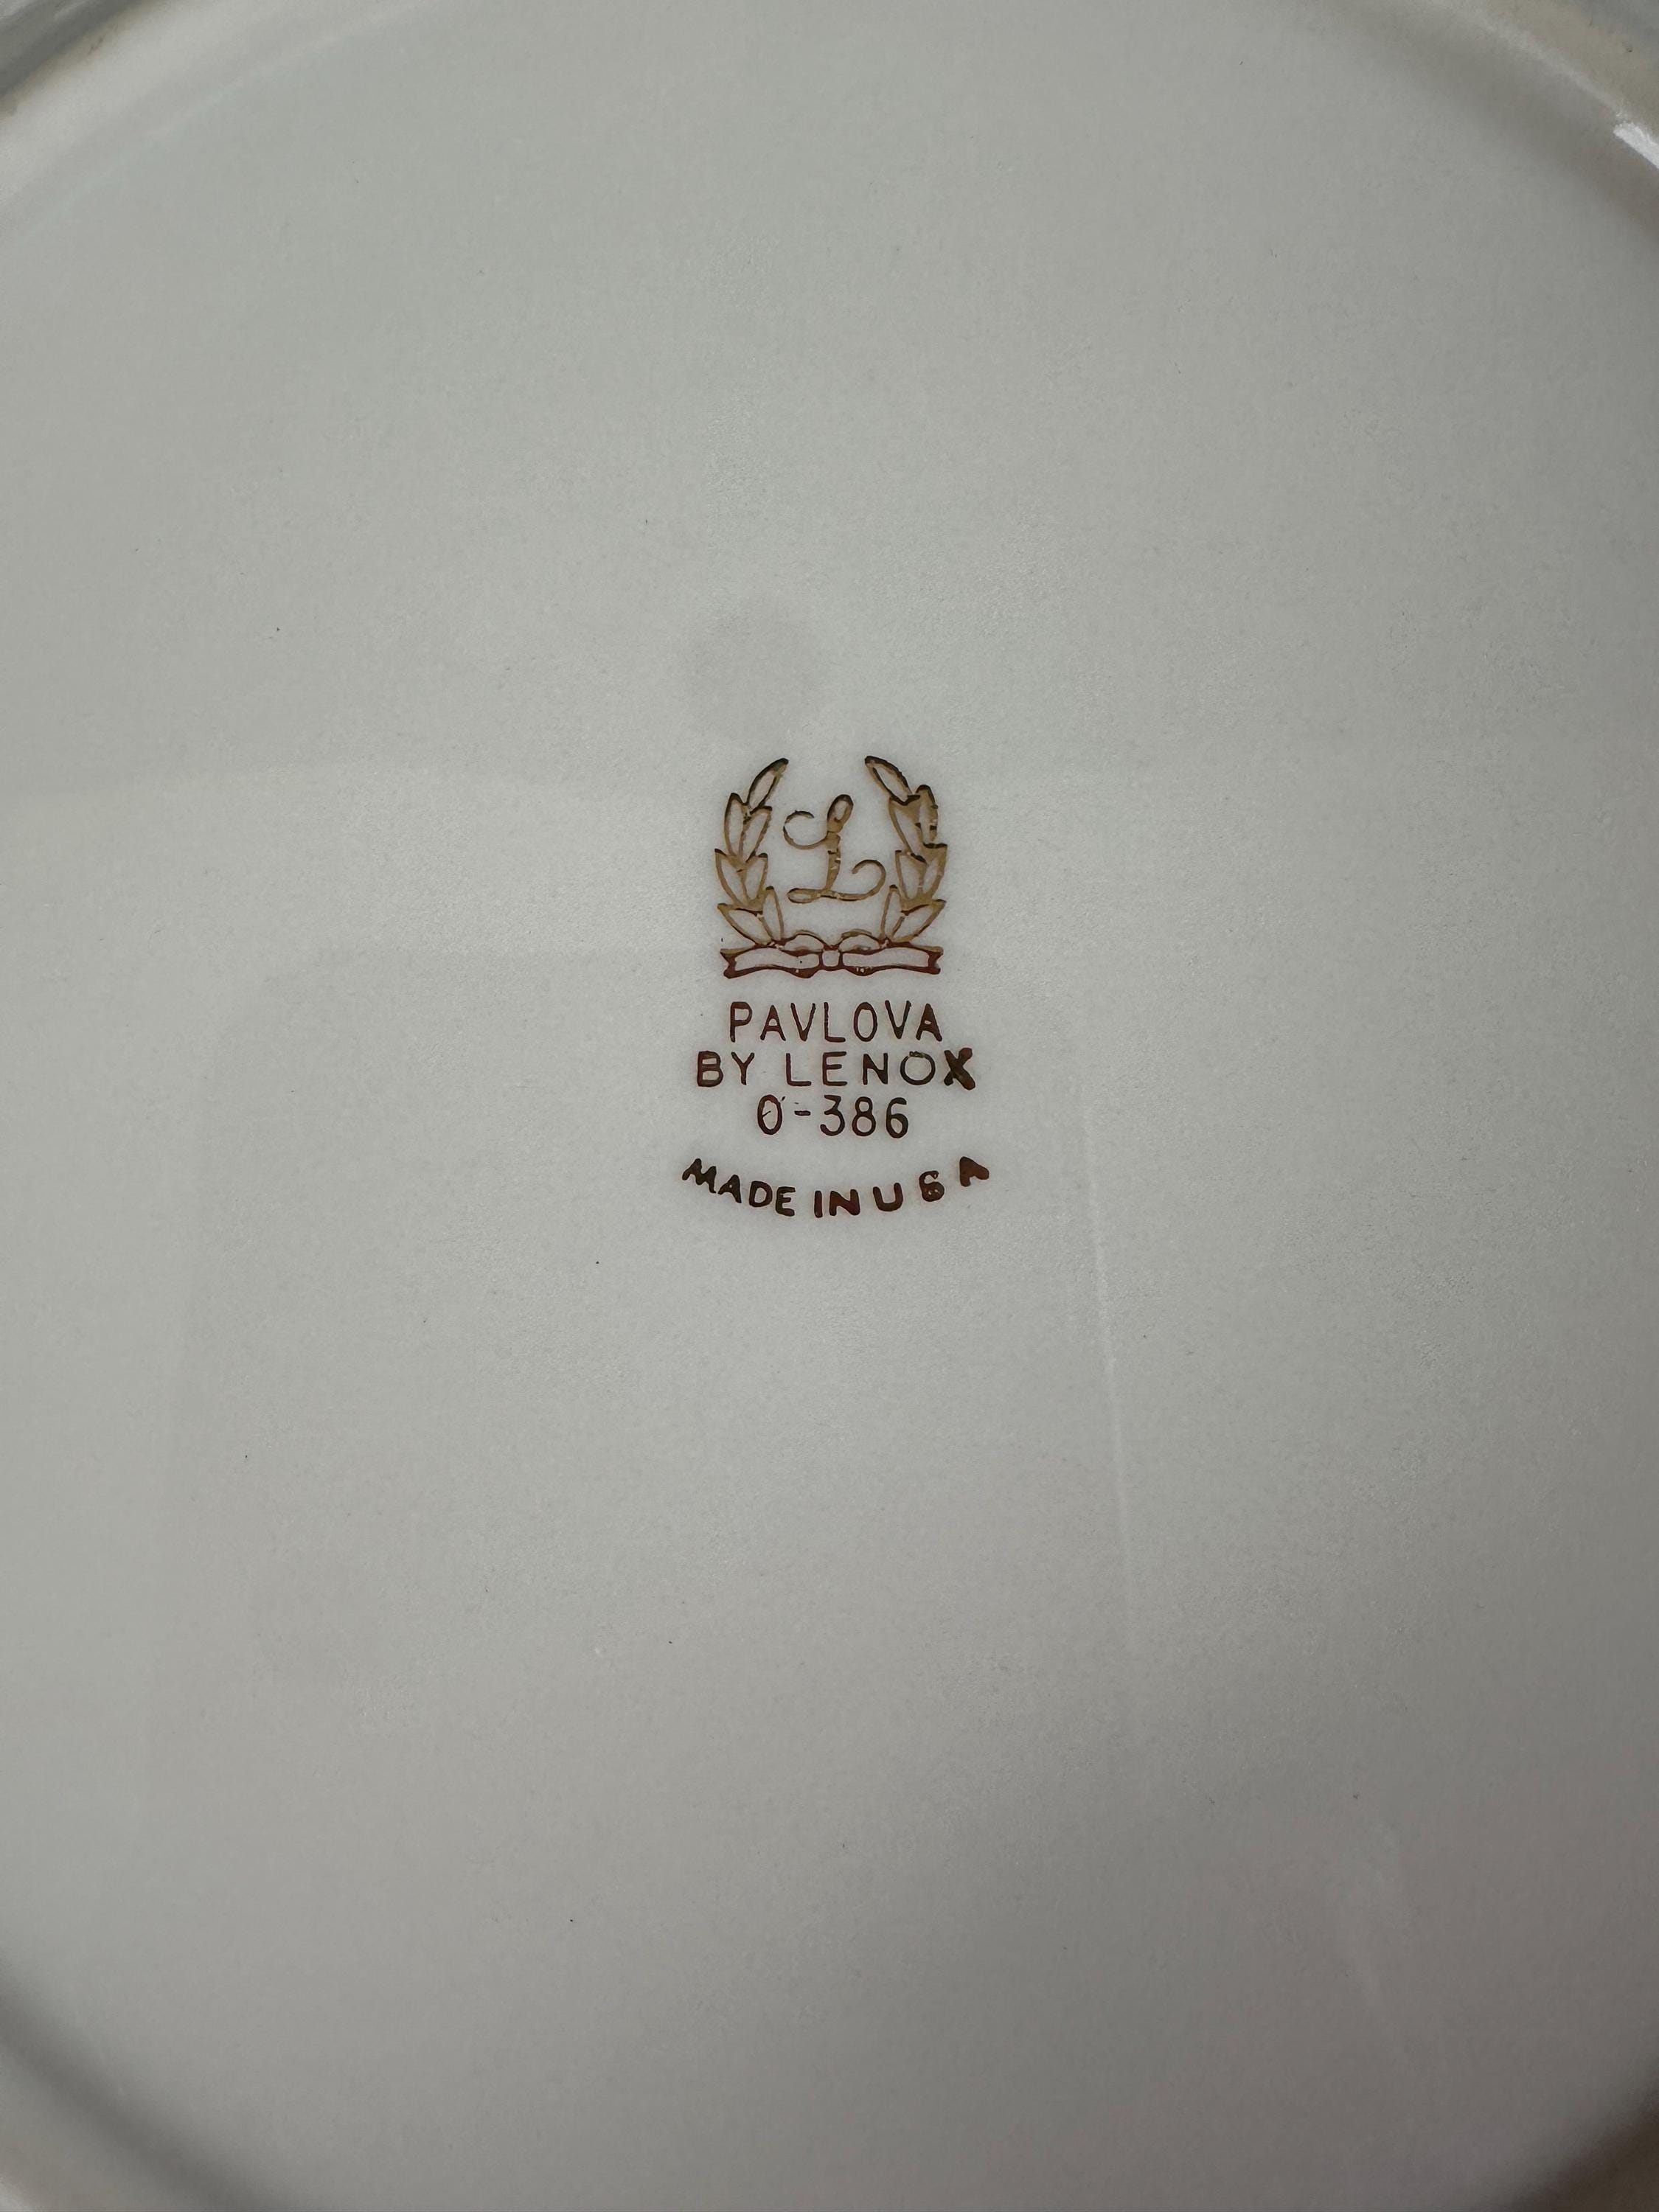 L
PAVLOVA
BY LENOX
0-386
MADE IN USA